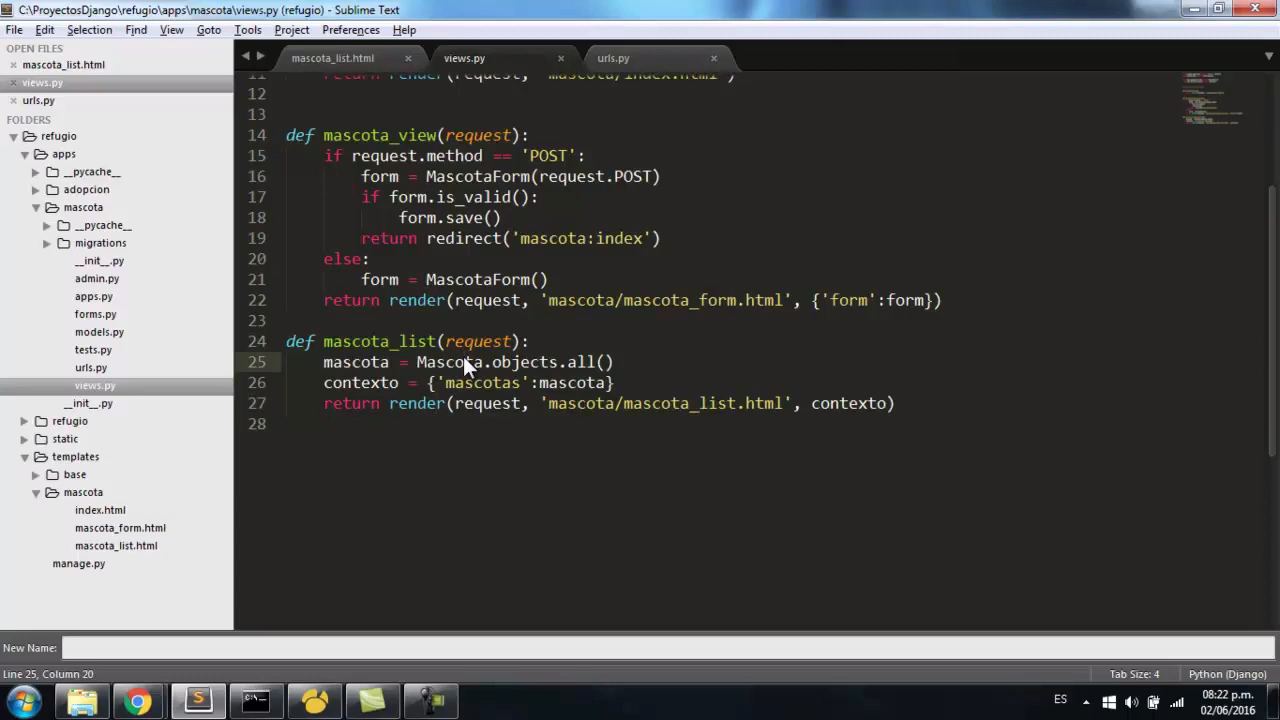 C:\ProyectosDjango\refugio\apps\mascota\views.py (refugio) - Sublime Text
File Edit Selection Find View Goto Tools Project Preferences Help
OPEN FILES
mascota_list.html
views.py
urls.py
FOLDERS
refugio
apps
__pycache__
adopcion
mascota
__pycache__
migrations
__init__.py
admin.py
apps.py
forms.py
models.py
tests.py
urls.py
views.py
__init__.py
refugio
static
templates
base
mascota
index.html
mascota_form.html
mascota_list.html
manage.py
mascota_list.html views.py urls.py
11 return render(request, 'mascota/index.html')
12
13
14 def mascota_view(request):
15 if request.method == 'POST':
16 form = MascotaForm(request.POST)
17 if form.is_valid():
18 form.save()
19 return redirect('mascota:index')
20 else:
21 form = MascotaForm()
22 return render(request, 'mascota/mascota_form.html', {'form':form})
23
24 def mascota_list(request):
25 mascota = Mascota.objects.all()
26 contexto = {'mascotas':mascota}
27 return render(request, 'mascota/mascota_list.html', contexto)
28
New Name:
Line 25, Column 20 Tab Size: 4 Python (Django)
ES 08:22 p.m.
02/06/2016